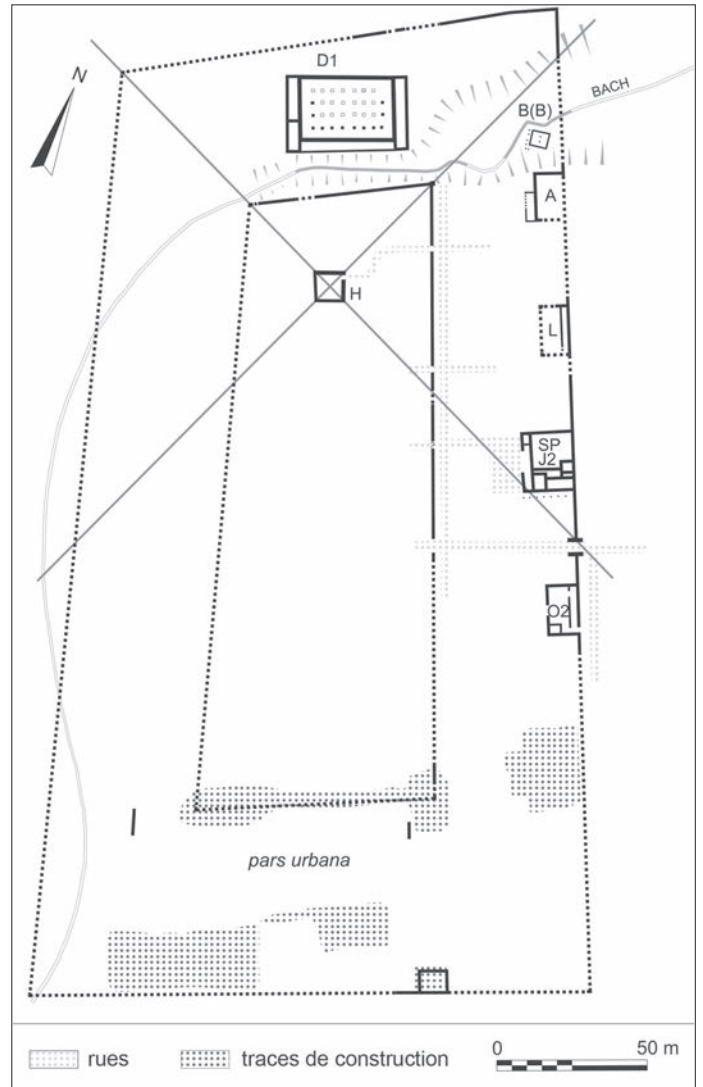 D1
N
BACH
B(B)
A
H
L
SP
J2
O2
pars urbana
rues
traces de construction
0 50 m